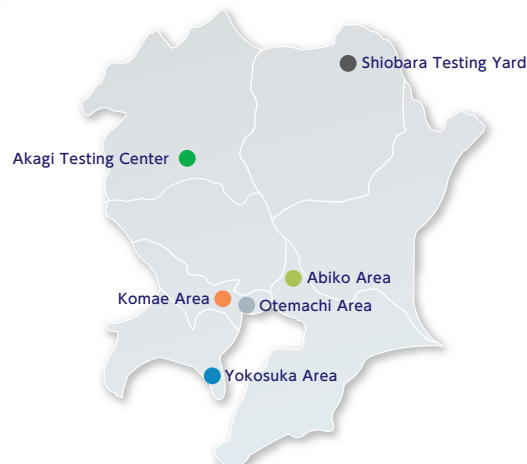 Shiobara Testing Yard
Akagi Testing Center
Abiko Area
Komae Area
Otemachi Area
Yokosuka Area